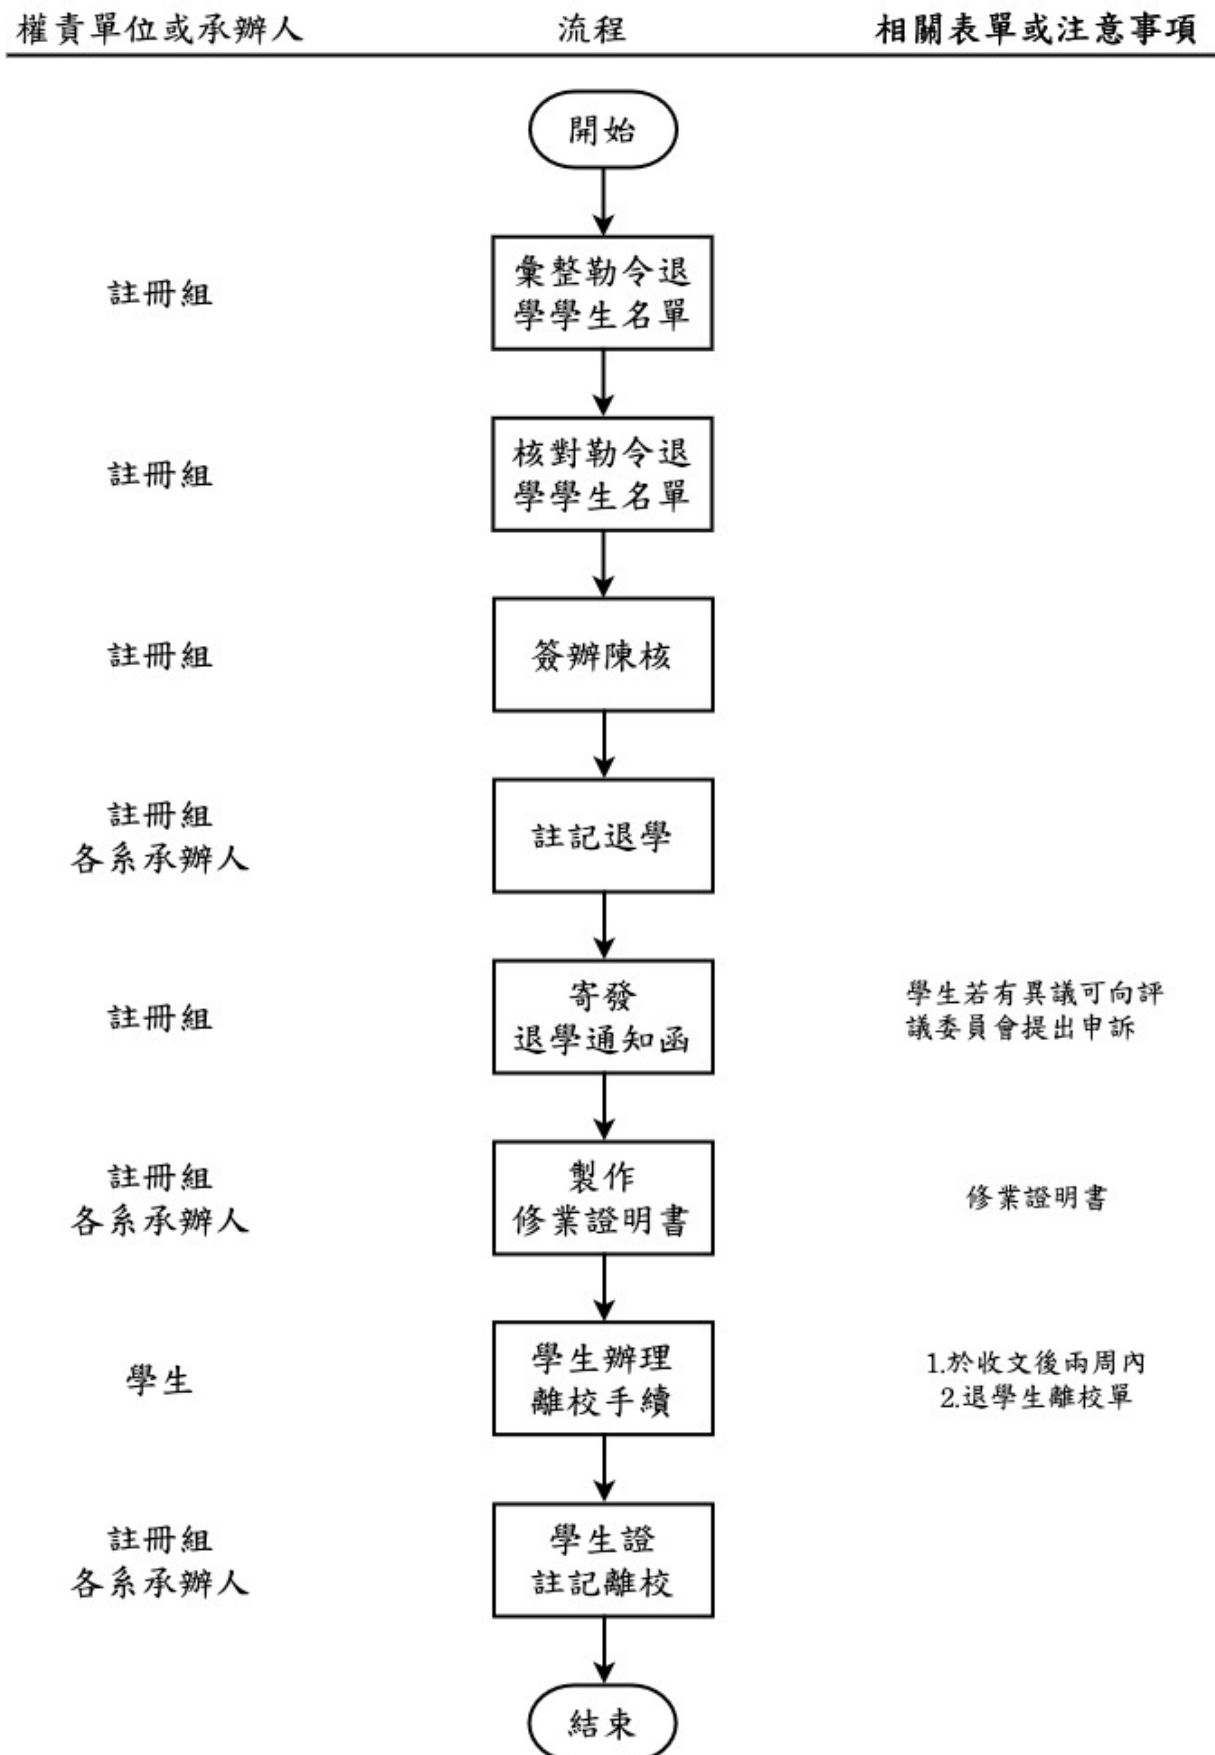 權責單位或承辦人
流程
相關表單或注意事項
開始
註冊組
彙整勒令退
學學生名單
註冊組
核對勒令退
學學生名單
註冊組
簽辦陳核
註冊組
各系承辦人
註記退學
註冊組
寄發
退學通知函
學生若有異議可向評
議委員會提出申訴
註冊組
各系承辦人
製作
修業證明書
修業證明書
學生
學生辦理
離校手續
1.於收文後兩周內
2.退學生離校單
註冊組
各系承辦人
學生證
註記離校
結束